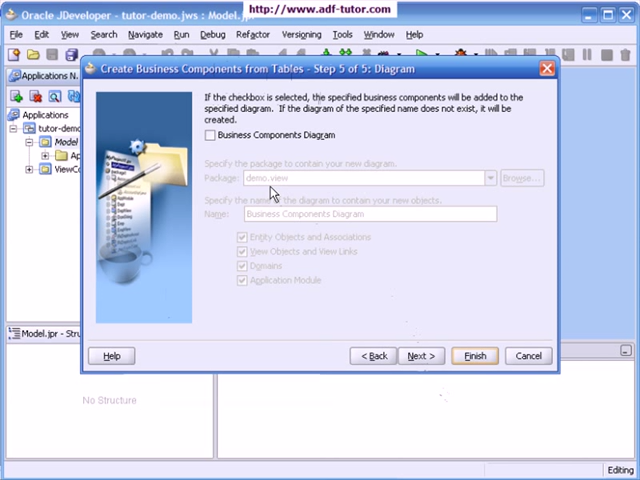 http://www.adf-tutor.com
Oracle JDeveloper - tutor-demo.jws : Model.jpr
File Edit View Search Navigate Run Debug Refactor Versioning Tools Window Help
Applications N.
Create Business Components from Tables - Step 5 of 5: Diagram
Applications
tutor-demo
Model
Ap
ViewCo
If the checkbox is selected, the specified business components will be added to the
specified diagram. If the diagram of the specified name does not exist, it will be
created.
Business Components Diagram
Specify the package to contain your new diagram.
Package: demo.view Browse...
Specify the name of the diagram to contain your new objects.
Name: Business Components Diagram
Entity Objects and Associations
View Objects and View Links
Domains
Application Module
Model.jpr - Stru
Help < Back Next > Finish Cancel
No Structure
Editing